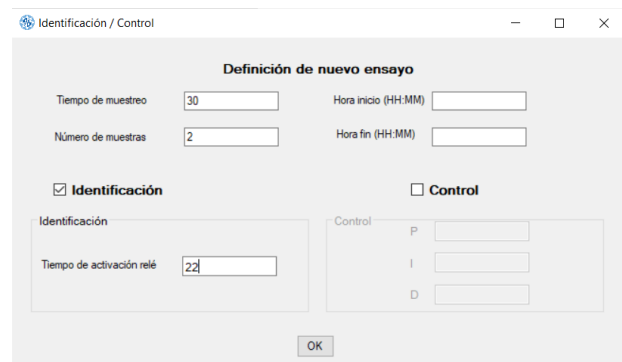 Identificación / Control
Definición de nuevo ensayo
Tiempo de muestreo 30 Hora inicio (HH:MM)
Número de muestras 2 Hora fin (HH:MM)
Identificación Control
Identificación Control
P
Tiempo de activación relé 22 I
D
OK